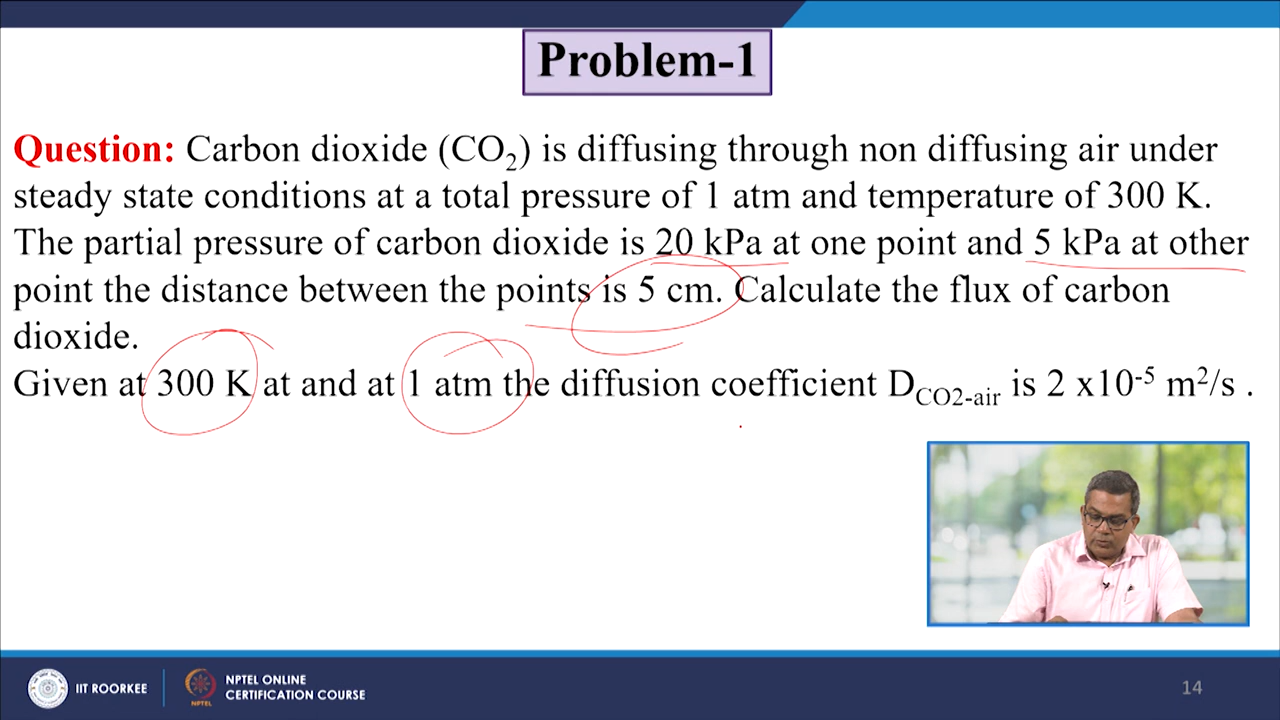 Problem-1
Question: Carbon dioxide (CO₂) is diffusing through non diffusing air under
steady state conditions at a total pressure of 1 atm and temperature of 300 K.
The partial pressure of carbon dioxide is 20 kPa at one point and 5 kPa at other
point the distance between the points is 5 cm. Calculate the flux of carbon
dioxide.
Given at 300 K at and at 1 atm the diffusion coefficient D_CO2-air is 2 x10⁻⁵ m²/s .
IIT ROORKEE
NPTEL
NPTEL ONLINE
CERTIFICATION COURSE
14